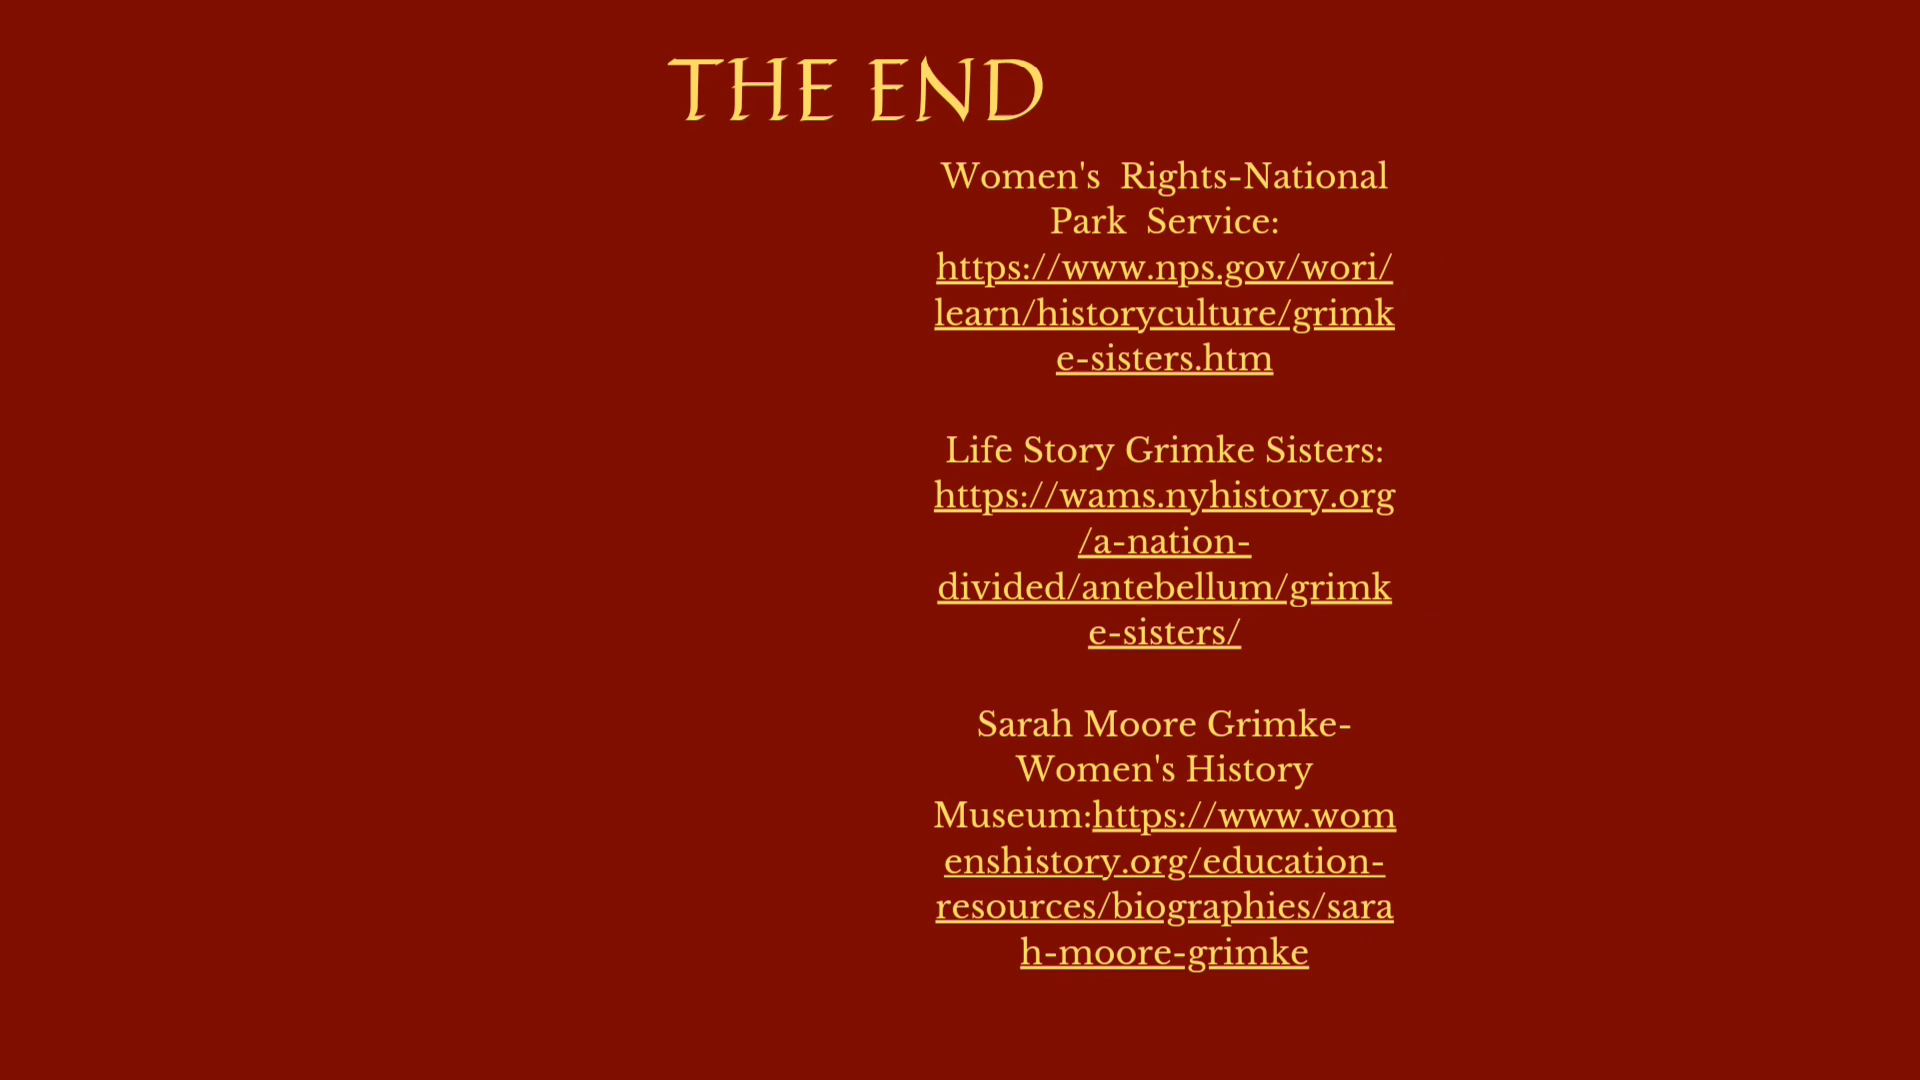 THE END
Women's  Rights-National
Park  Service:
https://www.nps.gov/wori/
learn/historyculture/grimk
e-sisters.htm
Life Story Grimke Sisters:
https://wams.nyhistory.org
/a-nation-
divided/antebellum/grimk
e-sisters/
Sarah Moore Grimke-
Women's History
Museum:https://www.wom
enshistory.org/education-
resources/biographies/sara
h-moore-grimke